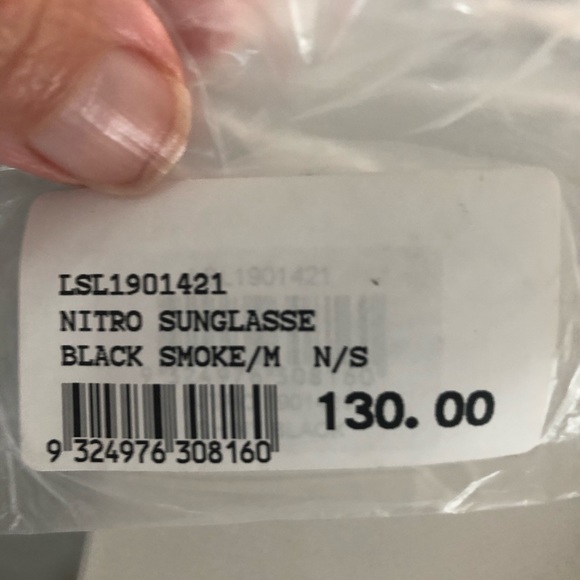 LSL1901421
NITRO SUNGLASSE
BLACK SMOKE/M N/S
130.00
9 324976 308160